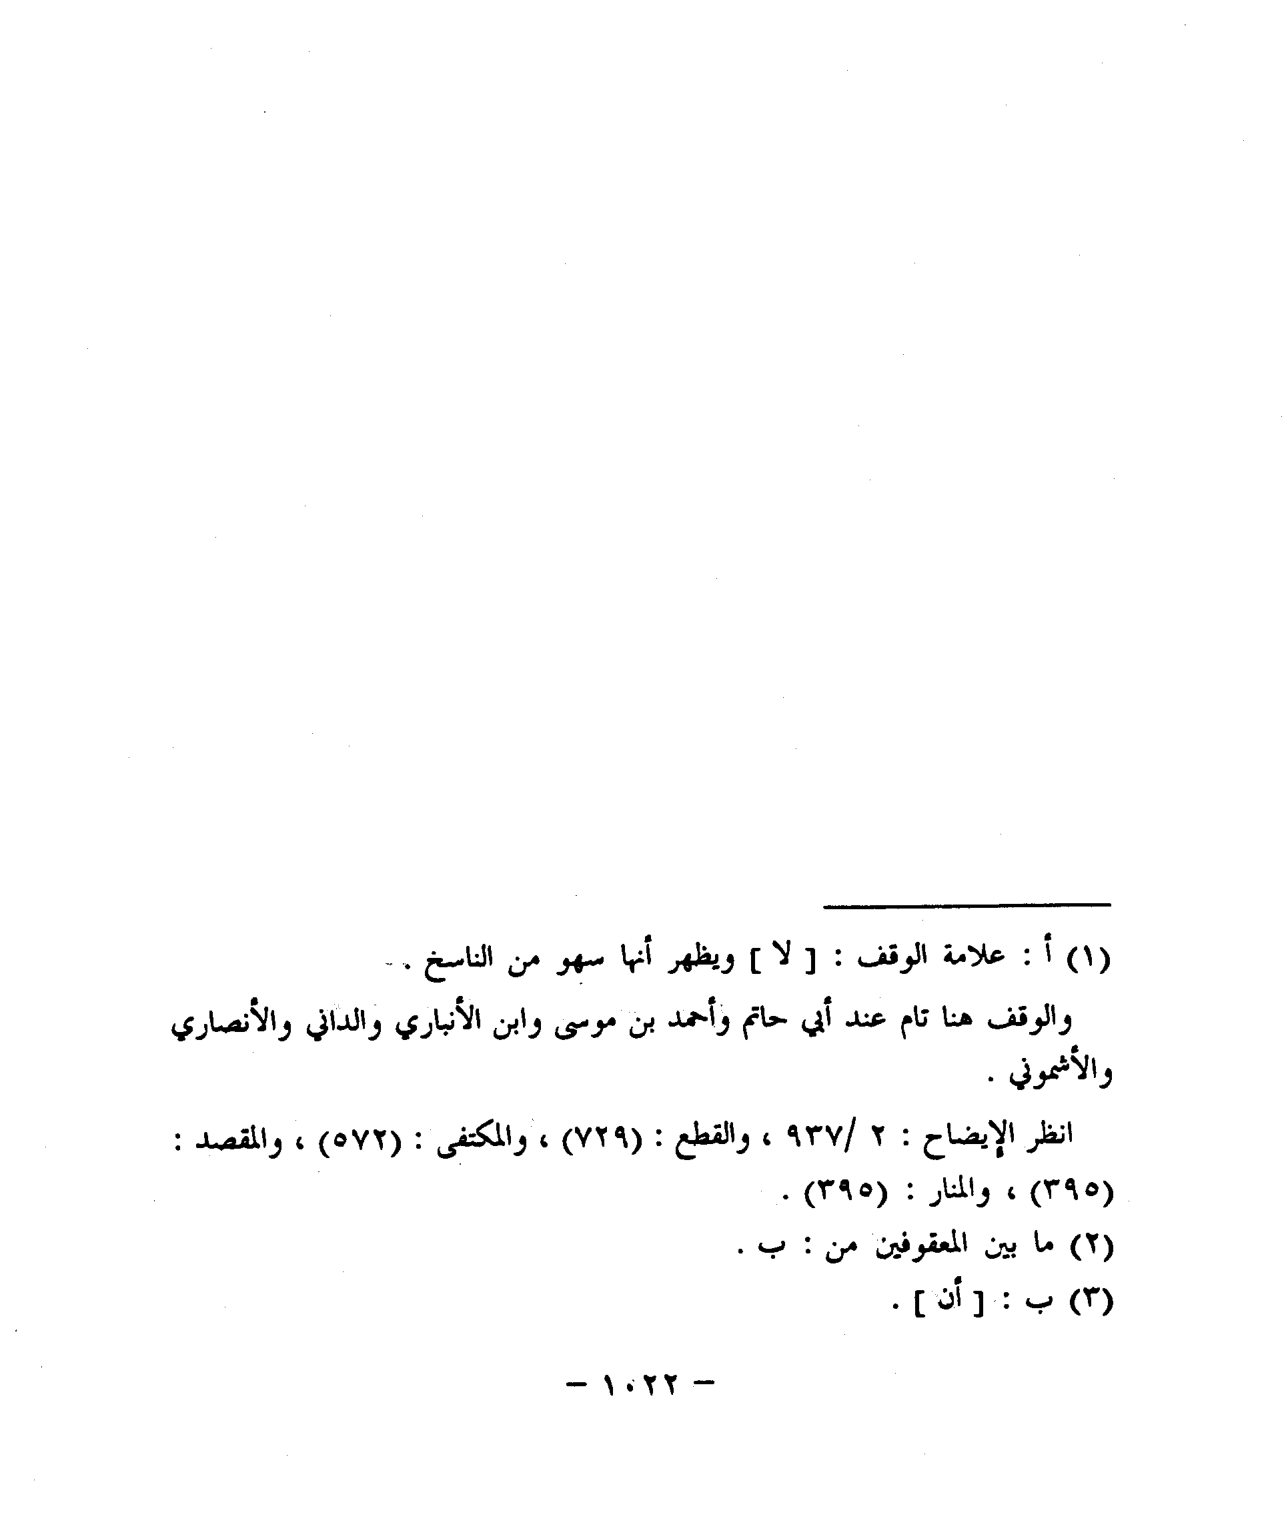 (١) أ : علامة الوقف : [ لا ] ويظهر أنها سهو من الناسخ .
والوقف هنا تام عند أبي حاتم وأحمد بن موسى وابن الأنباري والداني والأنصاري
والأشموني .
انظر الإيضاح : ٢ /٩٣٧ ، والقطع : (٧٢٩) ، والمكتفى : (٥٧٢) ، والمقصد :
(٣٩٥) ، والمنار : (٣٩٥) .
(٢) ما بين المعقوفين من : ب .
(٣) ب : [ أن ] .
– ١٠٢٢ –